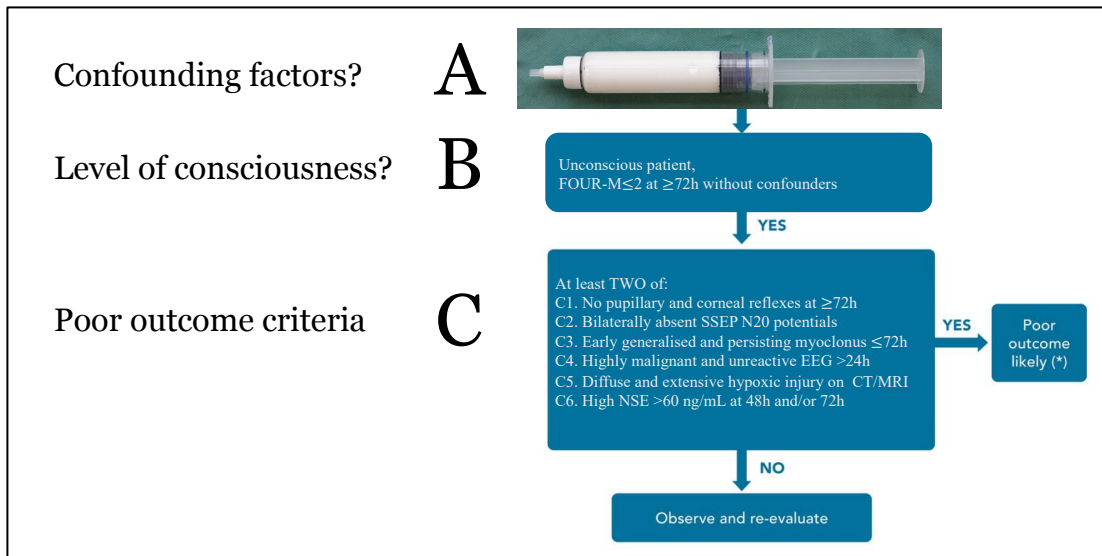 Confounding factors?
A
Level of consciousness?
B
Unconscious patient,
FOUR-M≤2 at ≥72h without confounders
YES
Poor outcome criteria
C
At least TWO of:
C1. No pupillary and corneal reflexes at ≥72h
C2. Bilaterally absent SSEP N20 potentials
C3. Early generalised and persisting myoclonus ≤72h
C4. Highly malignant and unreactive EEG >24h
C5. Diffuse and extensive hypoxic injury on CT/MRI
C6. High NSE >60 ng/mL at 48h and/or 72h
YES
Poor
outcome
likely (*)
NO
Observe and re-evaluate